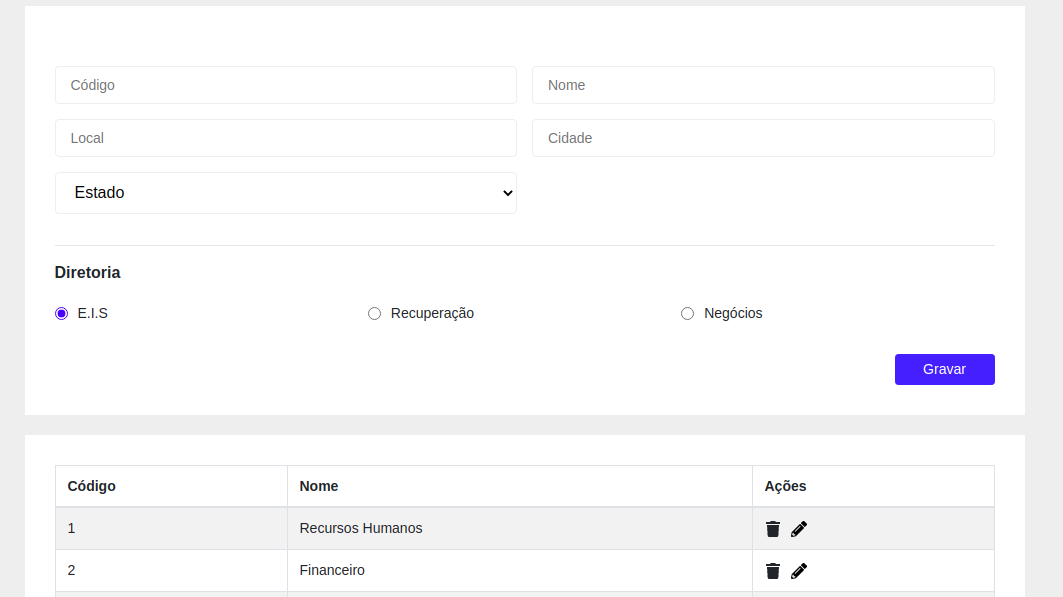 Código Nome
Local Cidade
Estado
Diretoria
E.I.S Recuperação Negócios
Gravar
Código Nome Ações
1 Recursos Humanos
2 Financeiro